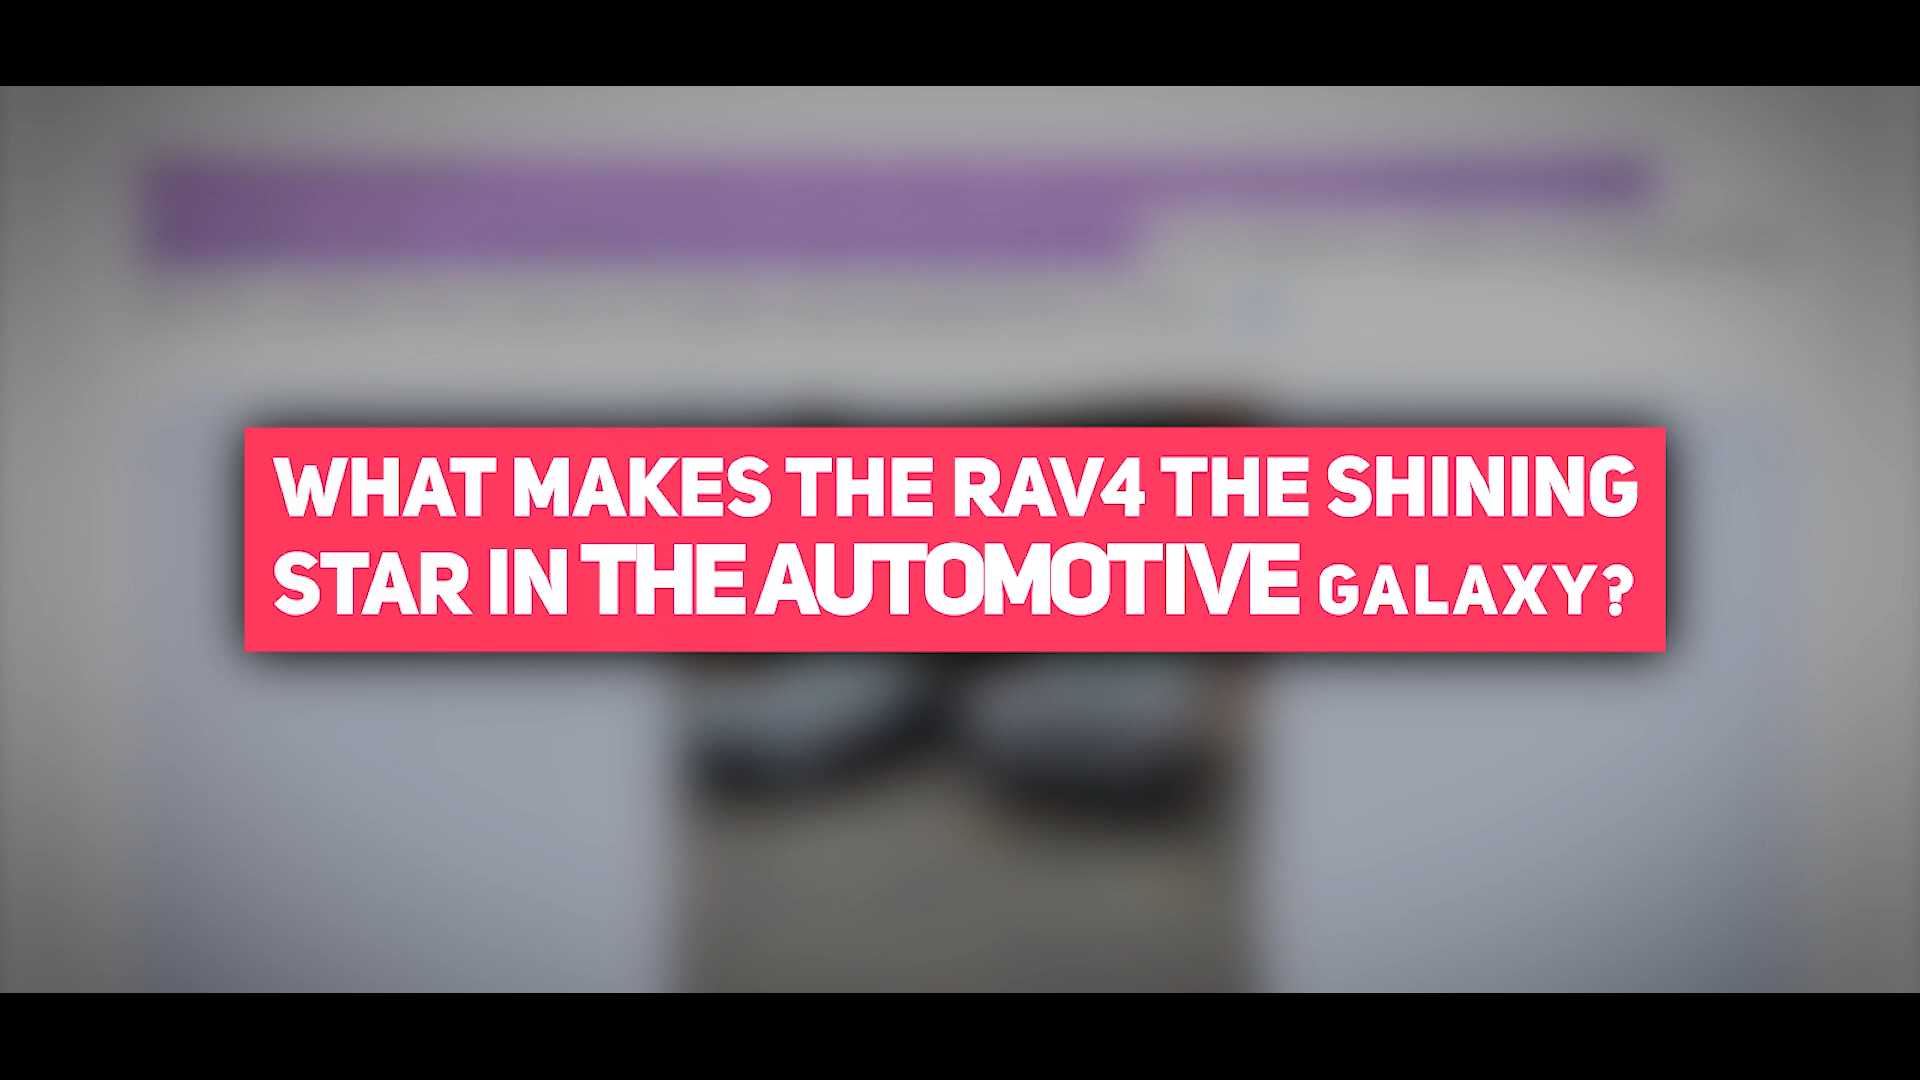 WHAT MAKES THE RAV4 THE SHINING
STAR IN THE AUTOMOTIVE GALAXY?